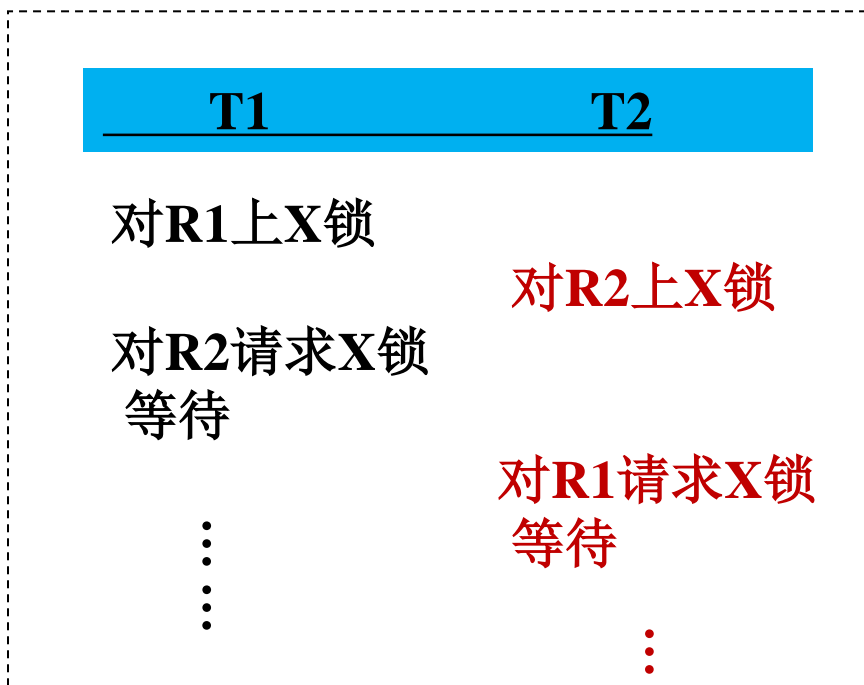 T1 T2
对R1上X锁
对R2上X锁
对R2请求X锁
等待
对R1请求X锁
等待
⋮
⋮
⋮